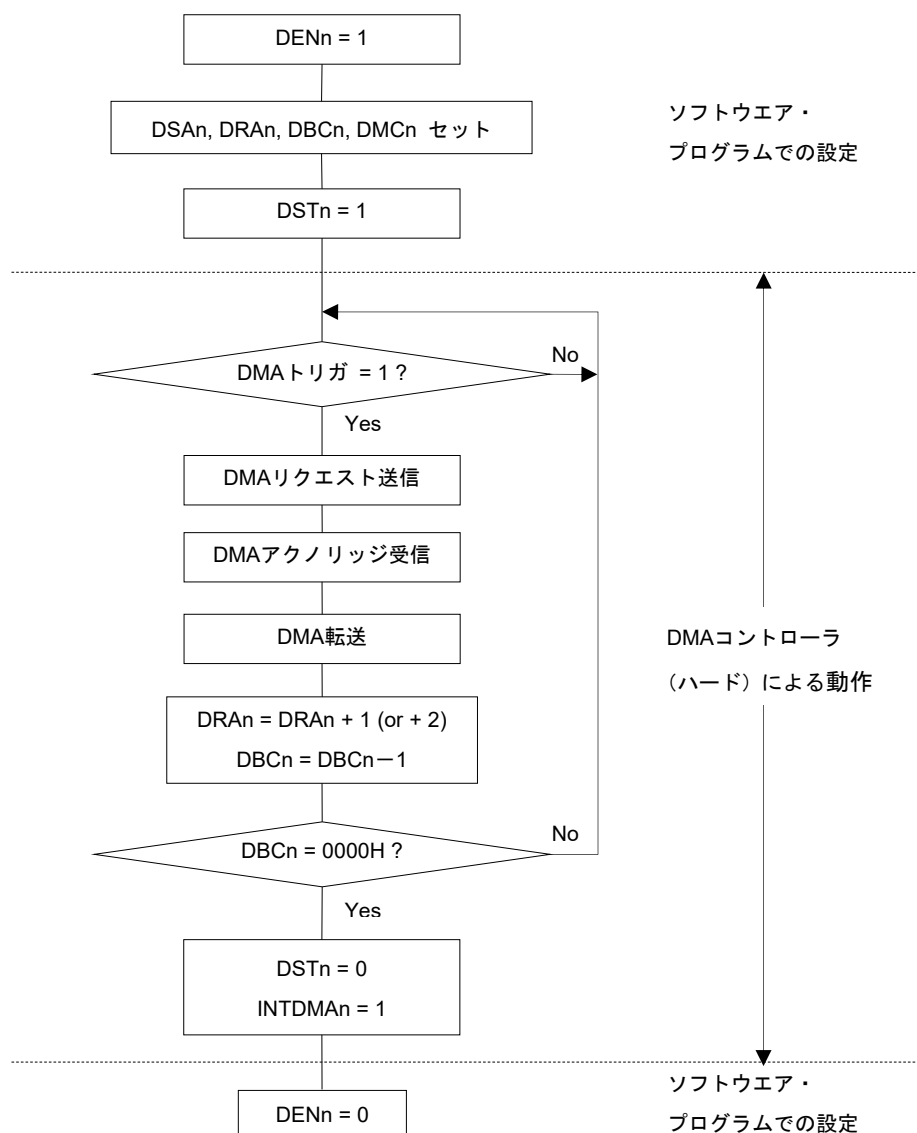 DENn = 1
DSAn, DRAn, DBCn, DMCn セット
ソフトウエア・
プログラムでの設定
DSTn = 1
DMAトリガ = 1 ?
No
Yes
DMAリクエスト送信
DMAアクノリッジ受信
DMA転送
DMAコントローラ
（ハード）による動作
DRAn = DRAn + 1 (or + 2)
DBCn = DBCn－1
DBCn = 0000H ?
No
Yes
DSTn = 0
INTDMAn = 1
DENn = 0
ソフトウエア・
プログラムでの設定